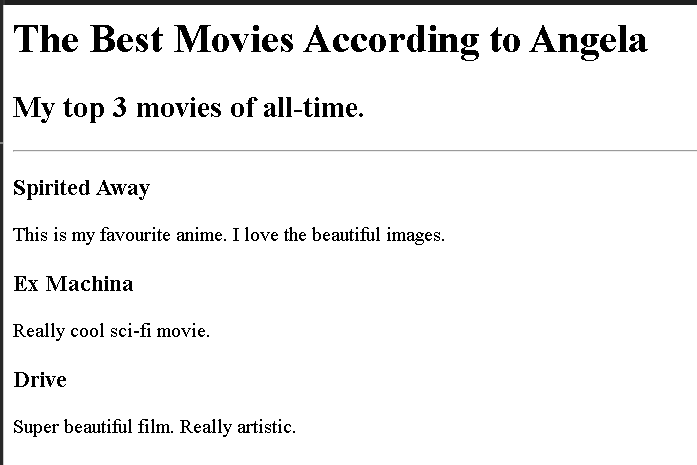 The Best Movies According to Angela
My top 3 movies of all-time.
Spirited Away
This is my favourite anime. I love the beautiful images.
Ex Machina
Really cool sci-fi movie.
Drive
Super beautiful film. Really artistic.